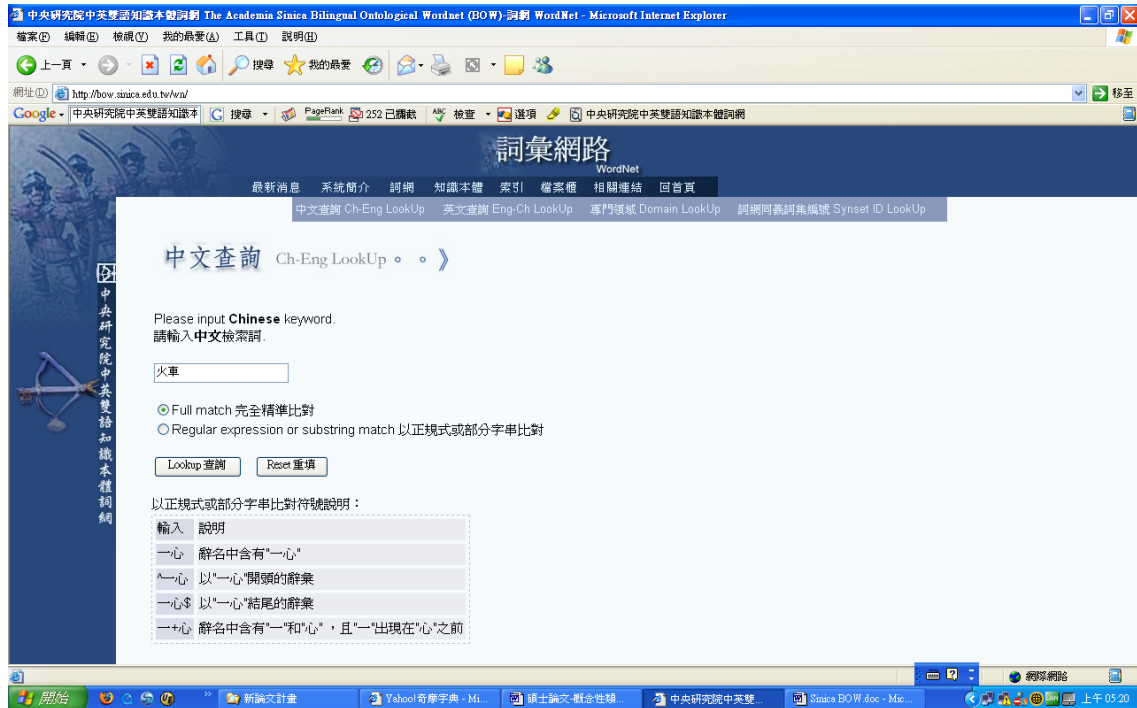 中央研究院中英雙語知識本體詞網 The Academia Sinica Bilingual Ontological Wordnet (BOW)-詞網 WordNet - Microsoft Internet Explorer
檔案(F) 編輯(E) 檢視(V) 我的最愛(A) 工具(T) 說明(H)
上一頁 搜尋 我的最愛
網址(D) http://bow.sinica.edu.tw/wn/ 移至
Google 中央研究院中英雙語知識本 搜尋 PageRank 252 已攔截 ABC 檢查 選項 中央研究院中英雙語知識本體詞網
詞彙網路
WordNet
最新消息 系統簡介 詞網 知識本體 索引 檔案櫃 相關連結 回首頁
中文查詢 Ch-Eng LookUp 英文查詢 Eng-Ch LookUp 專門領域 Domain LookUp 詞網同義詞集編號 Synset ID LookUp
中文查詢 Ch-Eng LookUp。。》
中央研究院中英雙語知識本體詞網
Please input Chinese keyword.
請輸入中文檢索詞.
火車
Full match 完全精準比對
Regular expression or substring match 以正規式或部分字串比對
Lookup 查詢 Reset 重填
以正規式或部分字串比對符號說明：
輸入 說明
一心 辭名中含有"一心"
^一心 以"一心"開頭的辭彙
一心$ 以"一心"結尾的辭彙
一+心 辭名中含有"一"和"心"，且"一"出現在"心"之前
網際網路
開始 新論文計畫 Yahoo!奇摩字典 - Mi... 碩士論文-概念性類... 中央研究院中英雙... Sinica BOW.doc - Mic... 上午 05:20